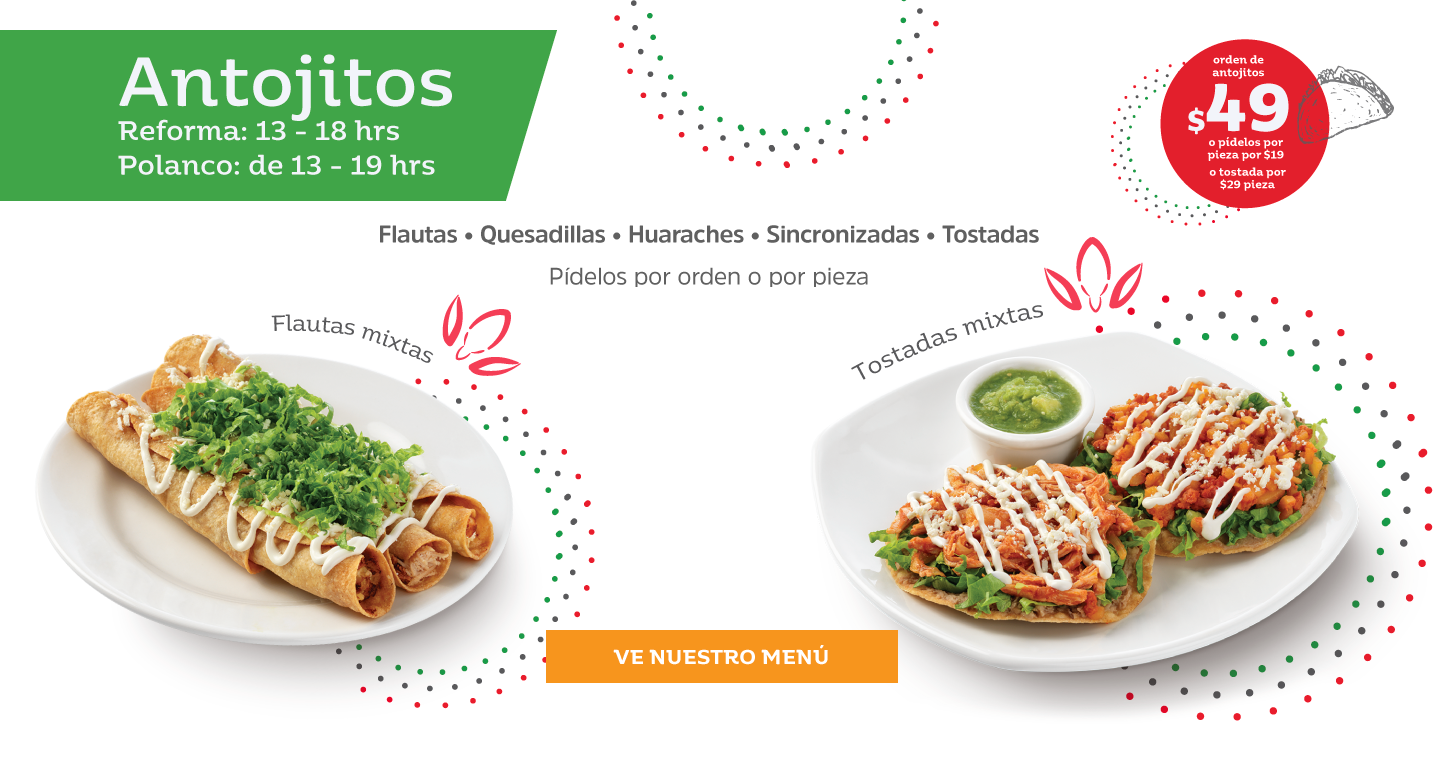 Antojitos
Reforma: 13 - 18 hrs
Polanco: de 13 - 19 hrs
orden de
antojitos
$49
o pídelos por
pieza por $19
o tostada por
$29 pieza
Flautas • Quesadillas • Huaraches • Sincronizadas • Tostadas
Pídelos por orden o por pieza
Flautas mixtas
Tostadas mixtas
VE NUESTRO MENÚ